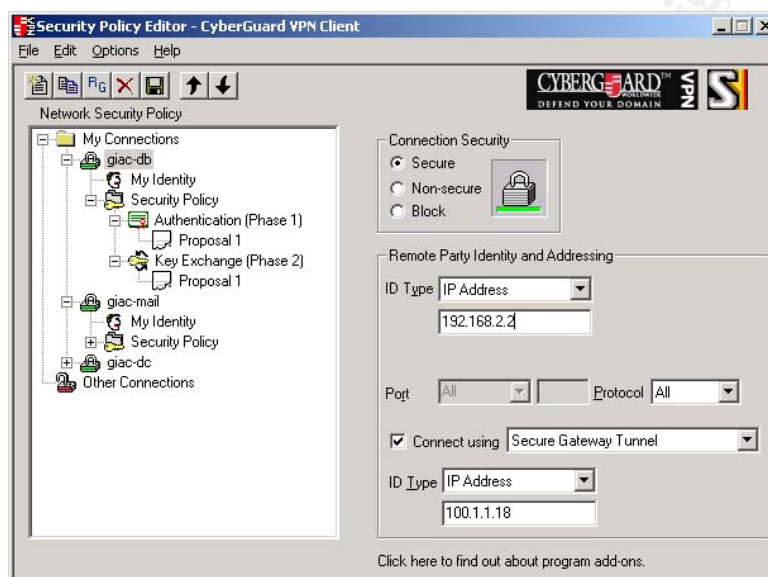 Security Policy Editor - CyberGuard VPN Client
File Edit Options Help
RG
CYBERGUARD™
WORLDWIDE
DEFEND YOUR DOMAIN
VPN
S
Network Security Policy
My Connections
giac-db
My Identity
Security Policy
Authentication (Phase 1)
Proposal 1
Key Exchange (Phase 2)
Proposal 1
giac-mail
My Identity
Security Policy
giac-dc
Other Connections
Connection Security
Secure
Non-secure
Block
Remote Party Identity and Addressing
ID Type IP Address
192.168.2.2
Port All Protocol All
Connect using Secure Gateway Tunnel
ID Type IP Address
100.1.1.18
Click here to find out about program add-ons.